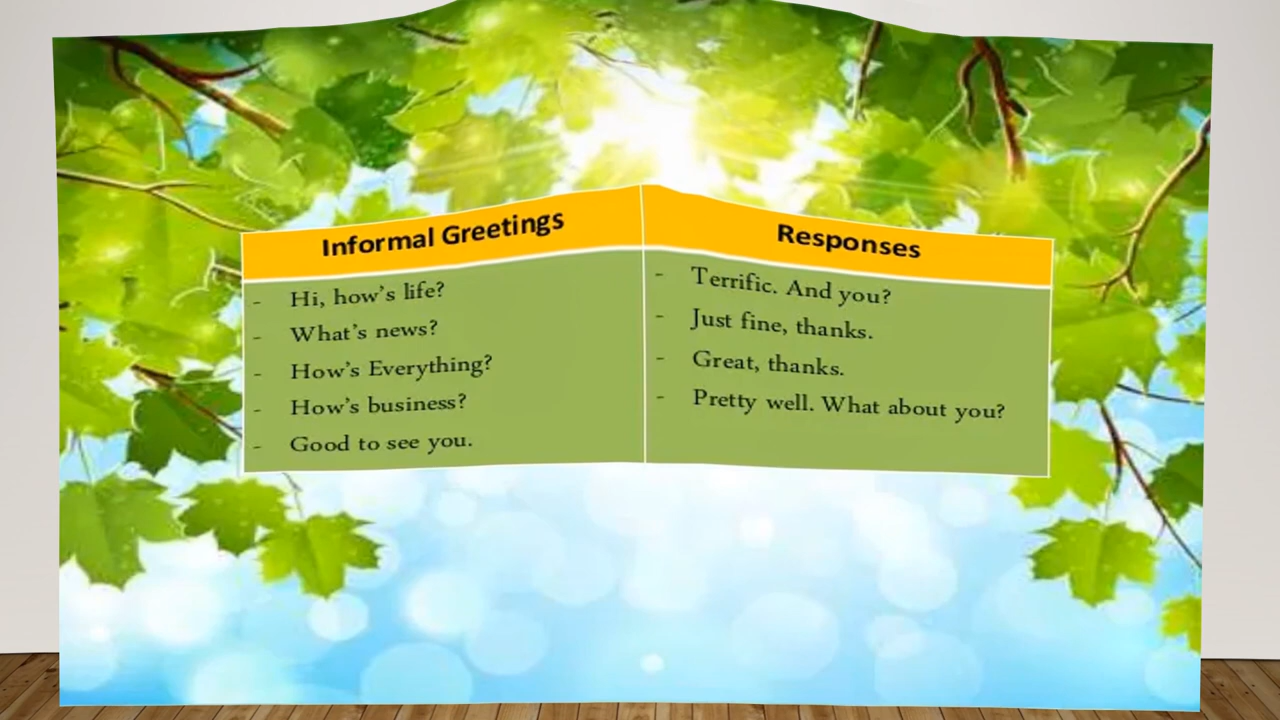 Informal Greetings
- Hi, how's life?
- What's news?
- How's Everything?
- How's business?
- Good to see you.
Responses
- Terrific. And you?
- Just fine, thanks.
- Great, thanks.
- Pretty well. What about you?